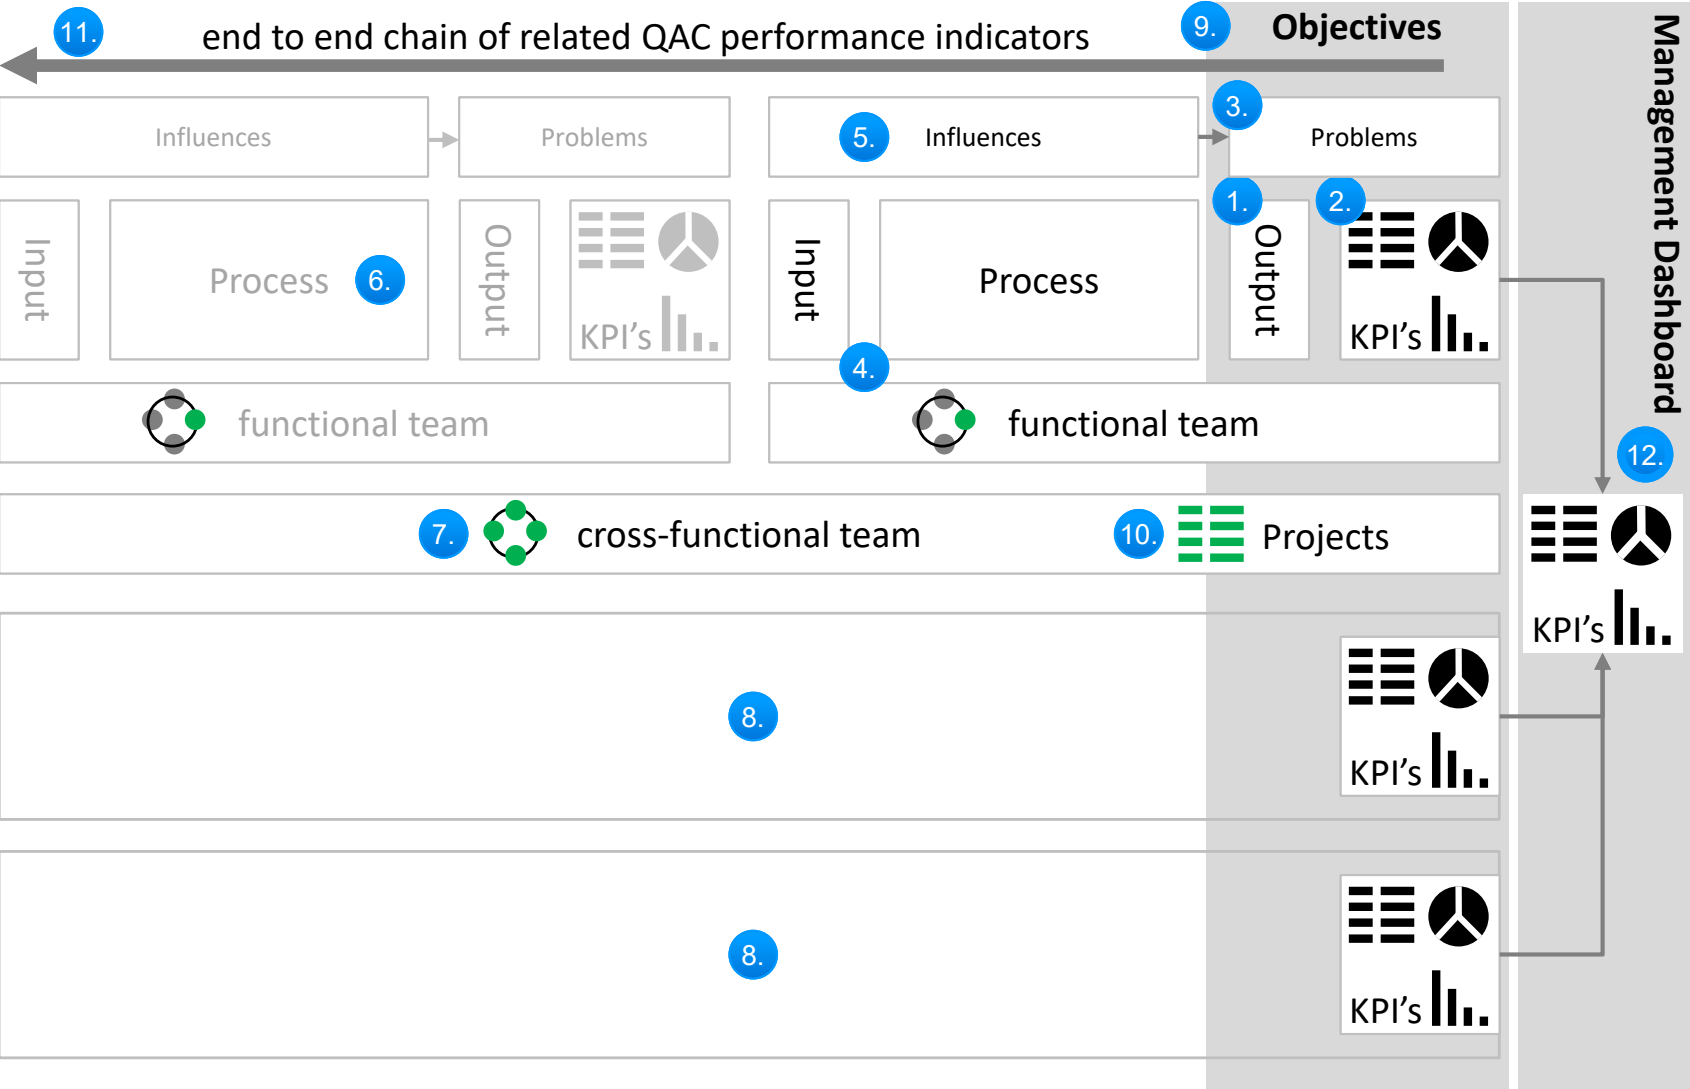 11.
end to end chain of related QAC performance indicators
9.
Objectives
Management Dashboard
Influences
Problems
5.
Influences
3.
Problems
Input
Process
6.
Output
KPI's
Input
Process
1.
Output
2.
KPI's
4.
functional team
functional team
12.
7.
cross-functional team
10.
Projects
KPI's
8.
KPI's
8.
KPI's